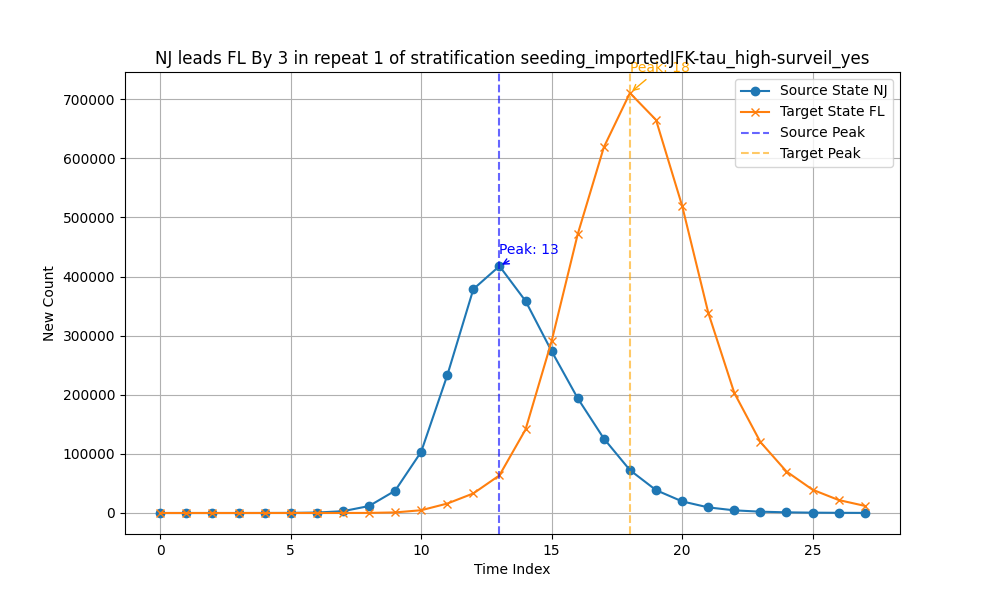 NJ leads FL By 3 in repeat 1 of stratification seeding_importedJFK-tau_high-surveil_yes
Peak: 18
Source State NJ
Target State FL
Source Peak
Target Peak
Peak: 13
New Count
700000
600000
500000
400000
300000
200000
100000
0
0 5 10 15 20 25
Time Index